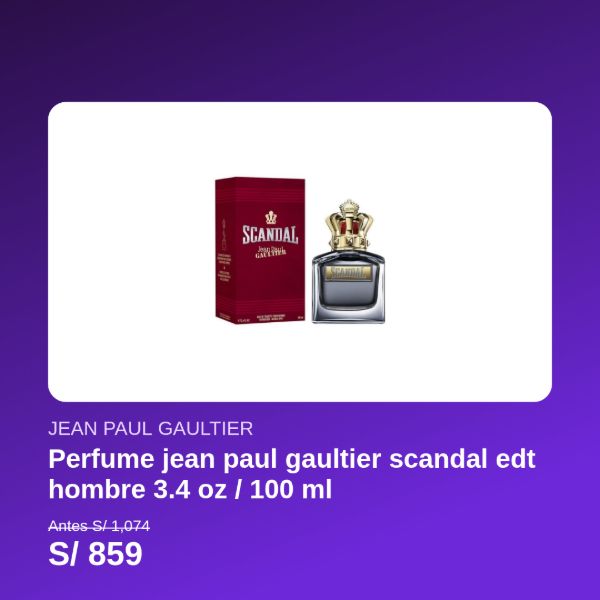 SCANDAL
Jean Paul
GAULTIER
SCANDAL
JEAN PAUL GAULTIER
Perfume jean paul gaultier scandal edt
hombre 3.4 oz / 100 ml
Antes S/ 1,074
S/ 859